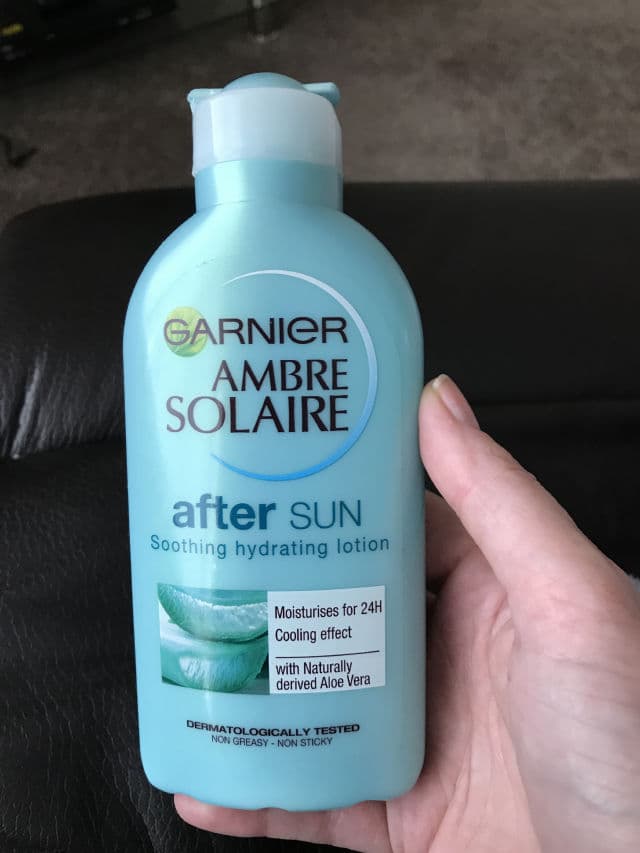 GARNIER
AMBRE
SOLAIRE
after SUN
Soothing hydrating lotion
Moisturises for 24H
Cooling effect
with Naturally
derived Aloe Vera
DERMATOLOGICALLY TESTED
NON GREASY - NON STICKY